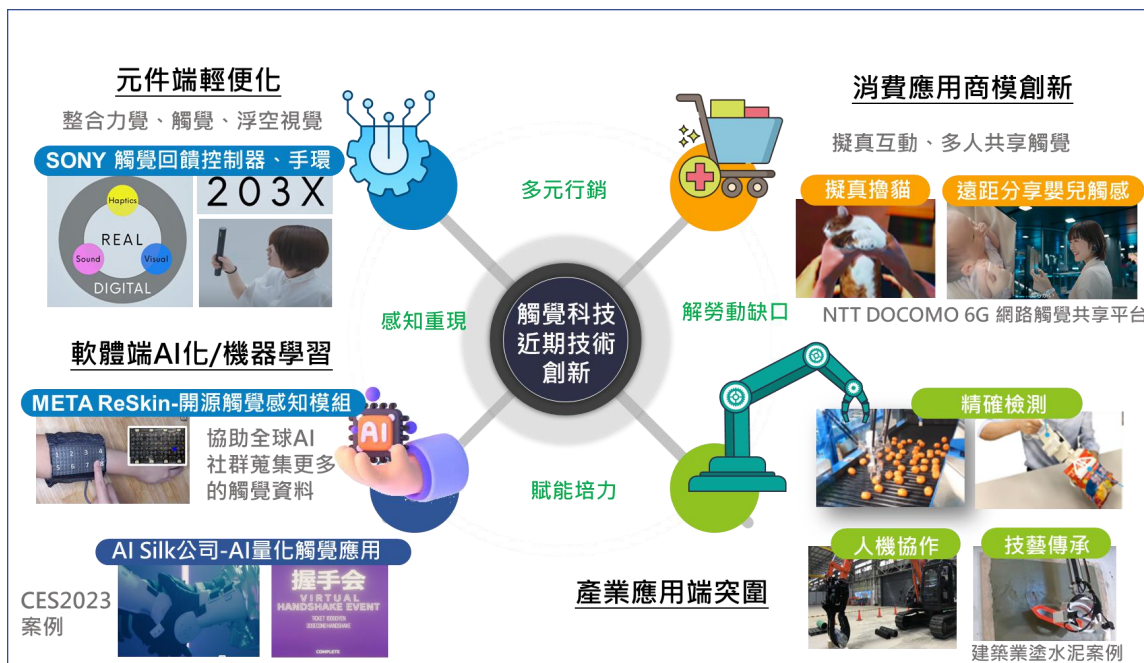 元件端輕便化
整合力覺、觸覺、浮空視覺
SONY 觸覺回饋控制器、手環
Haptics
REAL
Sound
Visual
DIGITAL
203X
軟體端AI化/機器學習
META ReSkin-開源觸覺感知模組
協助全球AI
社群蒐集更多
的觸覺資料
AI
AI Silk公司-AI量化觸覺應用
CES2023
案例
握手会
VIRTUAL
HANDSHAKE EVENT
COMPLETE
多元行銷
感知重現
觸覺科技
近期技術
創新
解勞動缺口
賦能培力
消費應用商模創新
擬真互動、多人共享觸覺
擬真擼貓
遠距分享嬰兒觸感
NTT DOCOMO 6G 網路觸覺共享平台
精確檢測
人機協作
技藝傳承
產業應用端突圍
建築業塗水泥案例